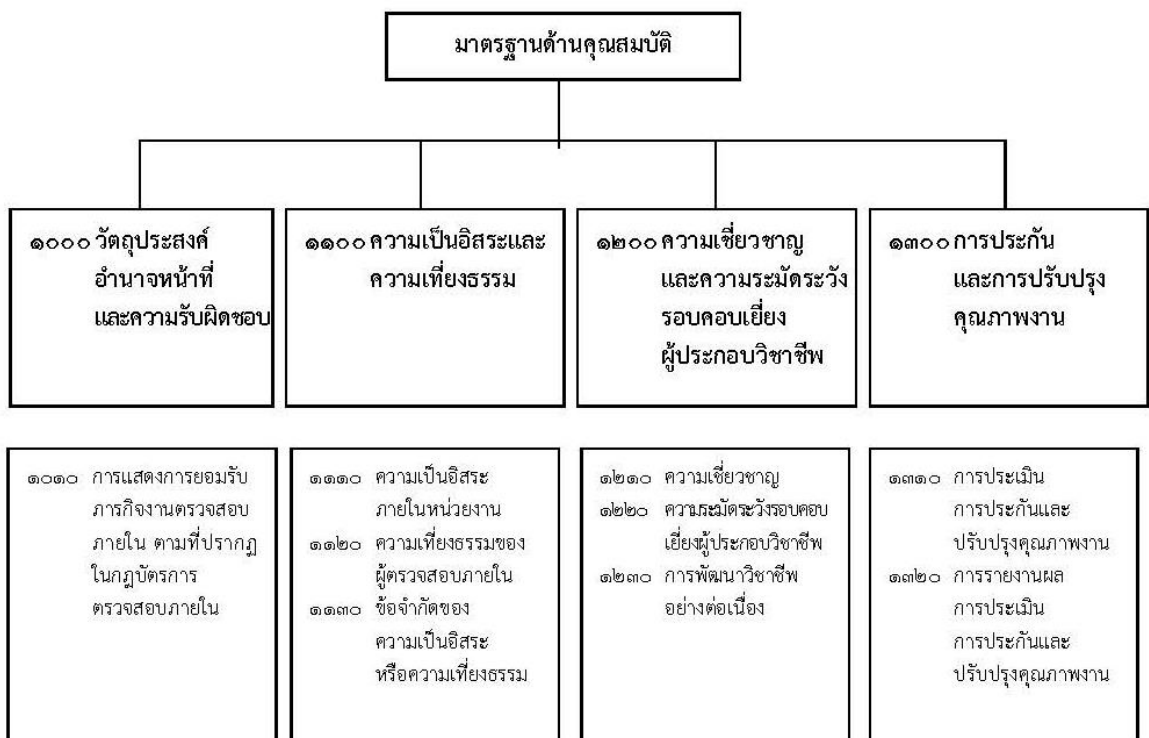 มาตรฐานด้านคุณสมบัติ
๑๐๐๐ วัตถุประสงค์
อำนาจหน้าที่
และความรับผิดชอบ
๑๑๐๐ ความเป็นอิสระและ
ความเที่ยงธรรม
๑๒๐๐ ความเชี่ยวชาญ
และความระมัดระวัง
รอบคอบเยี่ยง
ผู้ประกอบวิชาชีพ
๑๓๐๐ การประกัน
และการปรับปรุง
คุณภาพงาน
๑๐๑๐ การแสดงการยอมรับ
ภารกิจงานตรวจสอบ
ภายใน ตามที่ปรากฏ
ในกฎบัตรการ
ตรวจสอบภายใน
๑๑๑๐ ความเป็นอิสระ
ภายในหน่วยงาน
๑๑๒๐ ความเที่ยงธรรมของ
ผู้ตรวจสอบภายใน
๑๑๓๐ ข้อจำกัดของ
ความเป็นอิสระ
หรือความเที่ยงธรรม
๑๒๑๐ ความเชี่ยวชาญ
๑๒๒๐ ความระมัดระวังรอบคอบ
เยี่ยงผู้ประกอบวิชาชีพ
๑๒๓๐ การพัฒนาวิชาชีพ
อย่างต่อเนื่อง
๑๓๑๐ การประเมิน
การประกันและ
ปรับปรุงคุณภาพงาน
๑๓๒๐ การรายงานผล
การประเมิน
การประกันและ
ปรับปรุงคุณภาพงาน